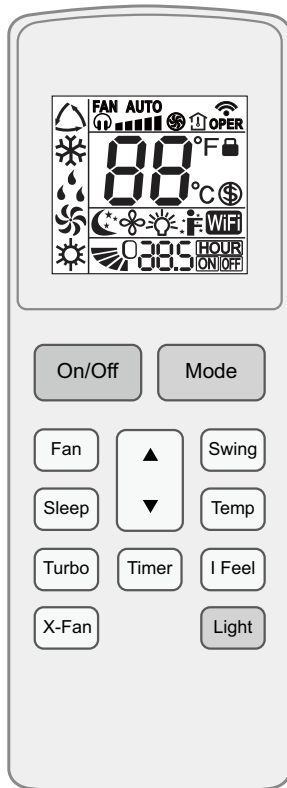 FAN AUTO
OPER
88 °F
°C $
WiFi
088.5 HOUR
ON OFF
On/Off Mode
Fan Swing
Sleep Temp
Turbo Timer I Feel
X-Fan Light